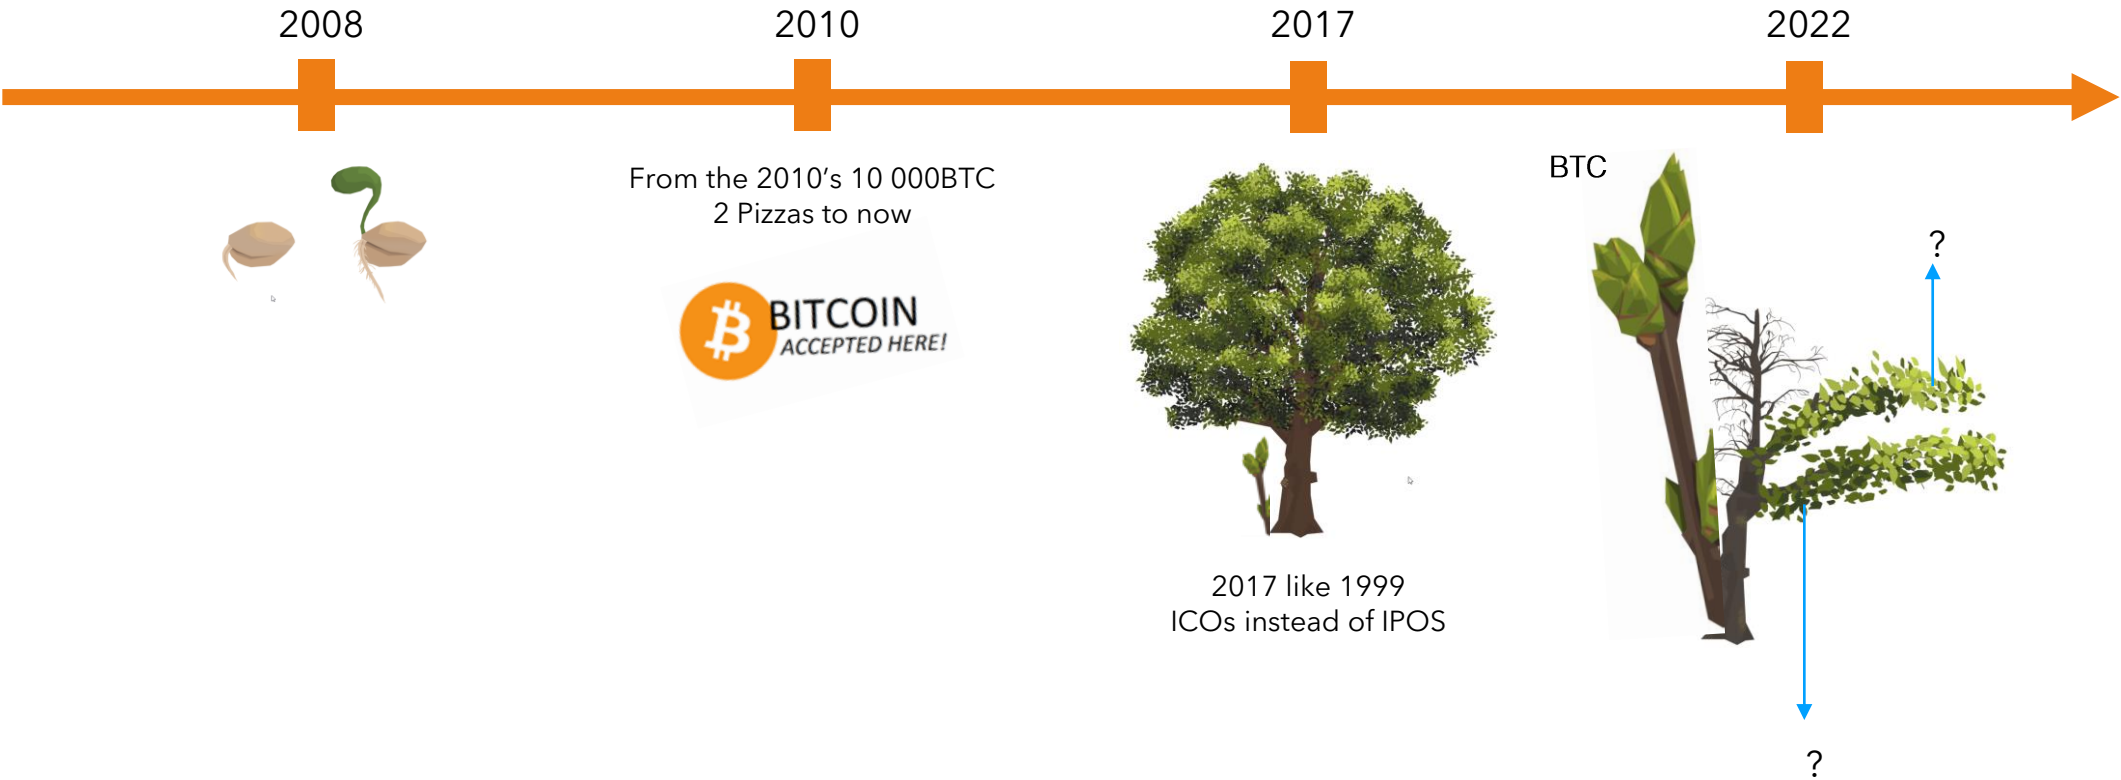 2008
2010
2017
2022
From the 2010’s 10 000BTC
2 Pizzas to now
BITCOIN
ACCEPTED HERE!
2017 like 1999
ICOs instead of IPOS
BTC
?
?